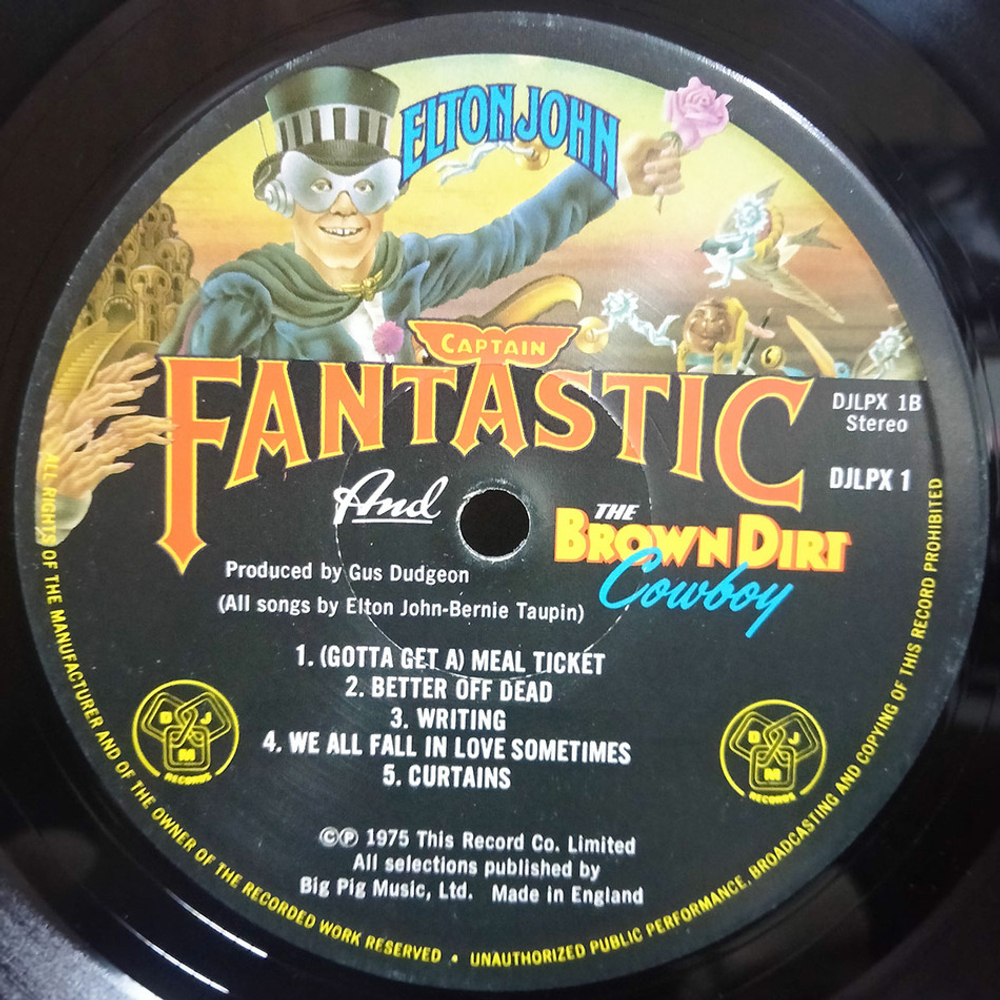 ELTON JOHN
CAPTAIN
FANTASTIC
And
THE
BROWN DIRT
Cowboy
DJLPX 1B
Stereo
DJLPX 1
Produced by Gus Dudgeon
(All songs by Elton John-Bernie Taupin)
1. (GOTTA GET A) MEAL TICKET
2. BETTER OFF DEAD
3. WRITING
4. WE ALL FALL IN LOVE SOMETIMES
5. CURTAINS
DJM
RECORDS
DJM
RECORDS
©℗ 1975 This Record Co. Limited
All selections published by
Big Pig Music, Ltd. Made in England
ALL RIGHTS OF THE MANUFACTURER AND OF THE OWNER OF THE RECORDED WORK RESERVED • UNAUTHORIZED PUBLIC PERFORMANCE, BROADCASTING AND COPYING OF THIS RECORD PROHIBITED